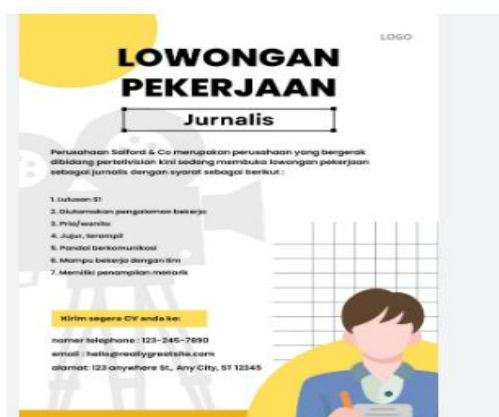 LOGO
LOWONGAN
PEKERJAAN
Jurnalis
Perusahaan Salford & Co merupakan perusahaan yang bergerak
dibidang pertelivisian kini sedang membuka lowongan pekerjaan
sebagai jurnalis dengan syarat sebagai berikut :
1. Lulusan S1
2. Diutamakan pengalaman bekerja
3. Pria/wanita
4. Jujur, terampil
5. Pandai berkomunikasi
6. Mampu bekerja dengan tim
7. Memiliki penampilan menarik
Kirim segera CV anda ke:
nomer telephone : 123-245-7890
email : hello@reallygreatsite.com
alamat: 123 anywhere St., Any City, ST 12345